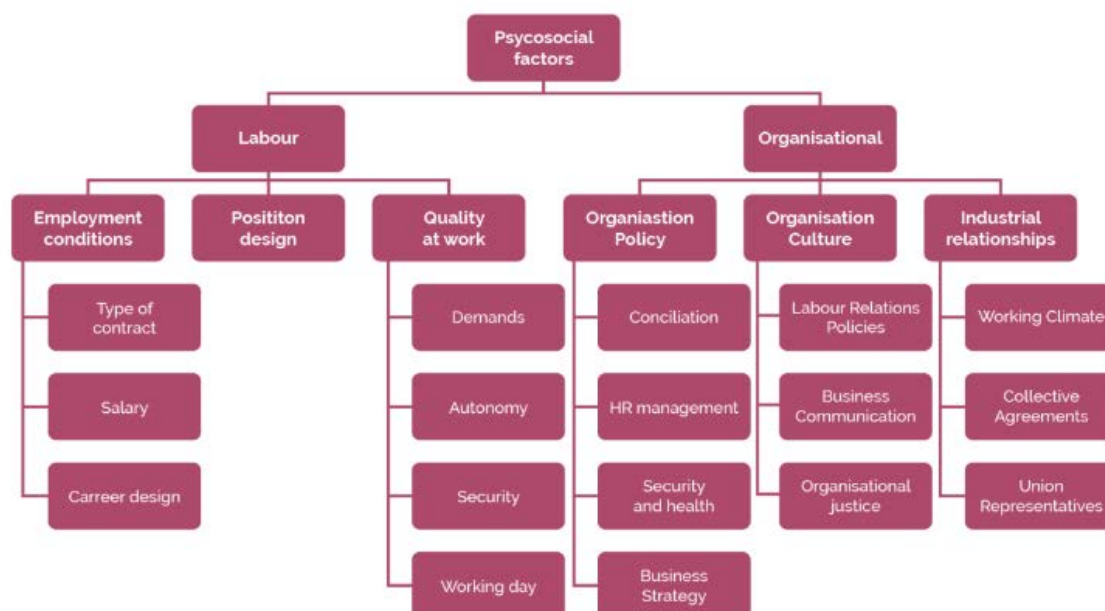 Psycosocial
factors
Labour
Organisational
Employment
conditions
Posititon
design
Quality
at work
Organiastion
Policy
Organisation
Culture
Industrial
relationships
Type of
contract
Demands
Conciliation
Labour Relations
Policies
Working Climate
Salary
Autonomy
HR management
Business
Communication
Collective
Agreements
Carreer design
Security
Security
and health
Organisational
justice
Union
Representatives
Working day
Business
Strategy